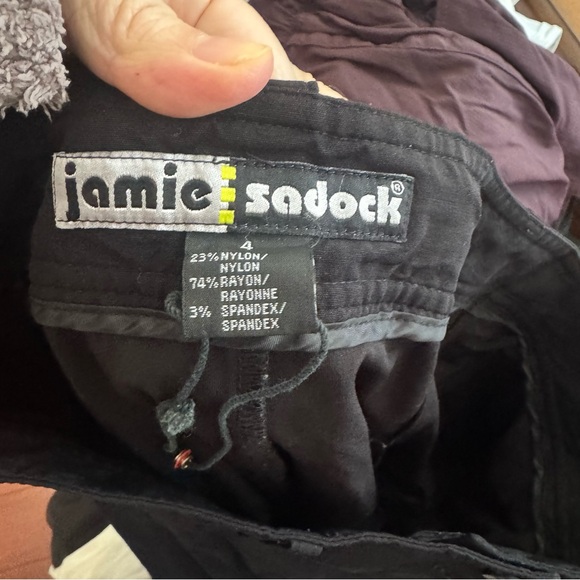 jamie sadock®
4
23% NYLON/
NYLON
74% RAYON/
RAYONNE
3% SPANDEX/
SPANDEX